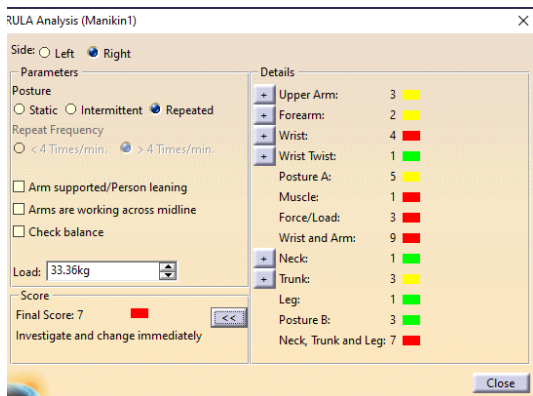 RULA Analysis (Manikin1)
Side: Left Right
Parameters
Posture
Static Intermittent Repeated
Repeat Frequency
< 4 Times/min. > 4 Times/min.
Arm supported/Person leaning
Arms are working across midline
Check balance
Load: 33.36kg
Score
Final Score: 7
<<
Investigate and change immediately
Details
+ Upper Arm: 3
+ Forearm: 2
+ Wrist: 4
+ Wrist Twist: 1
Posture A: 5
Muscle: 1
Force/Load: 3
Wrist and Arm: 9
+ Neck: 1
+ Trunk: 3
Leg: 1
Posture B: 3
Neck, Trunk and Leg: 7
Close